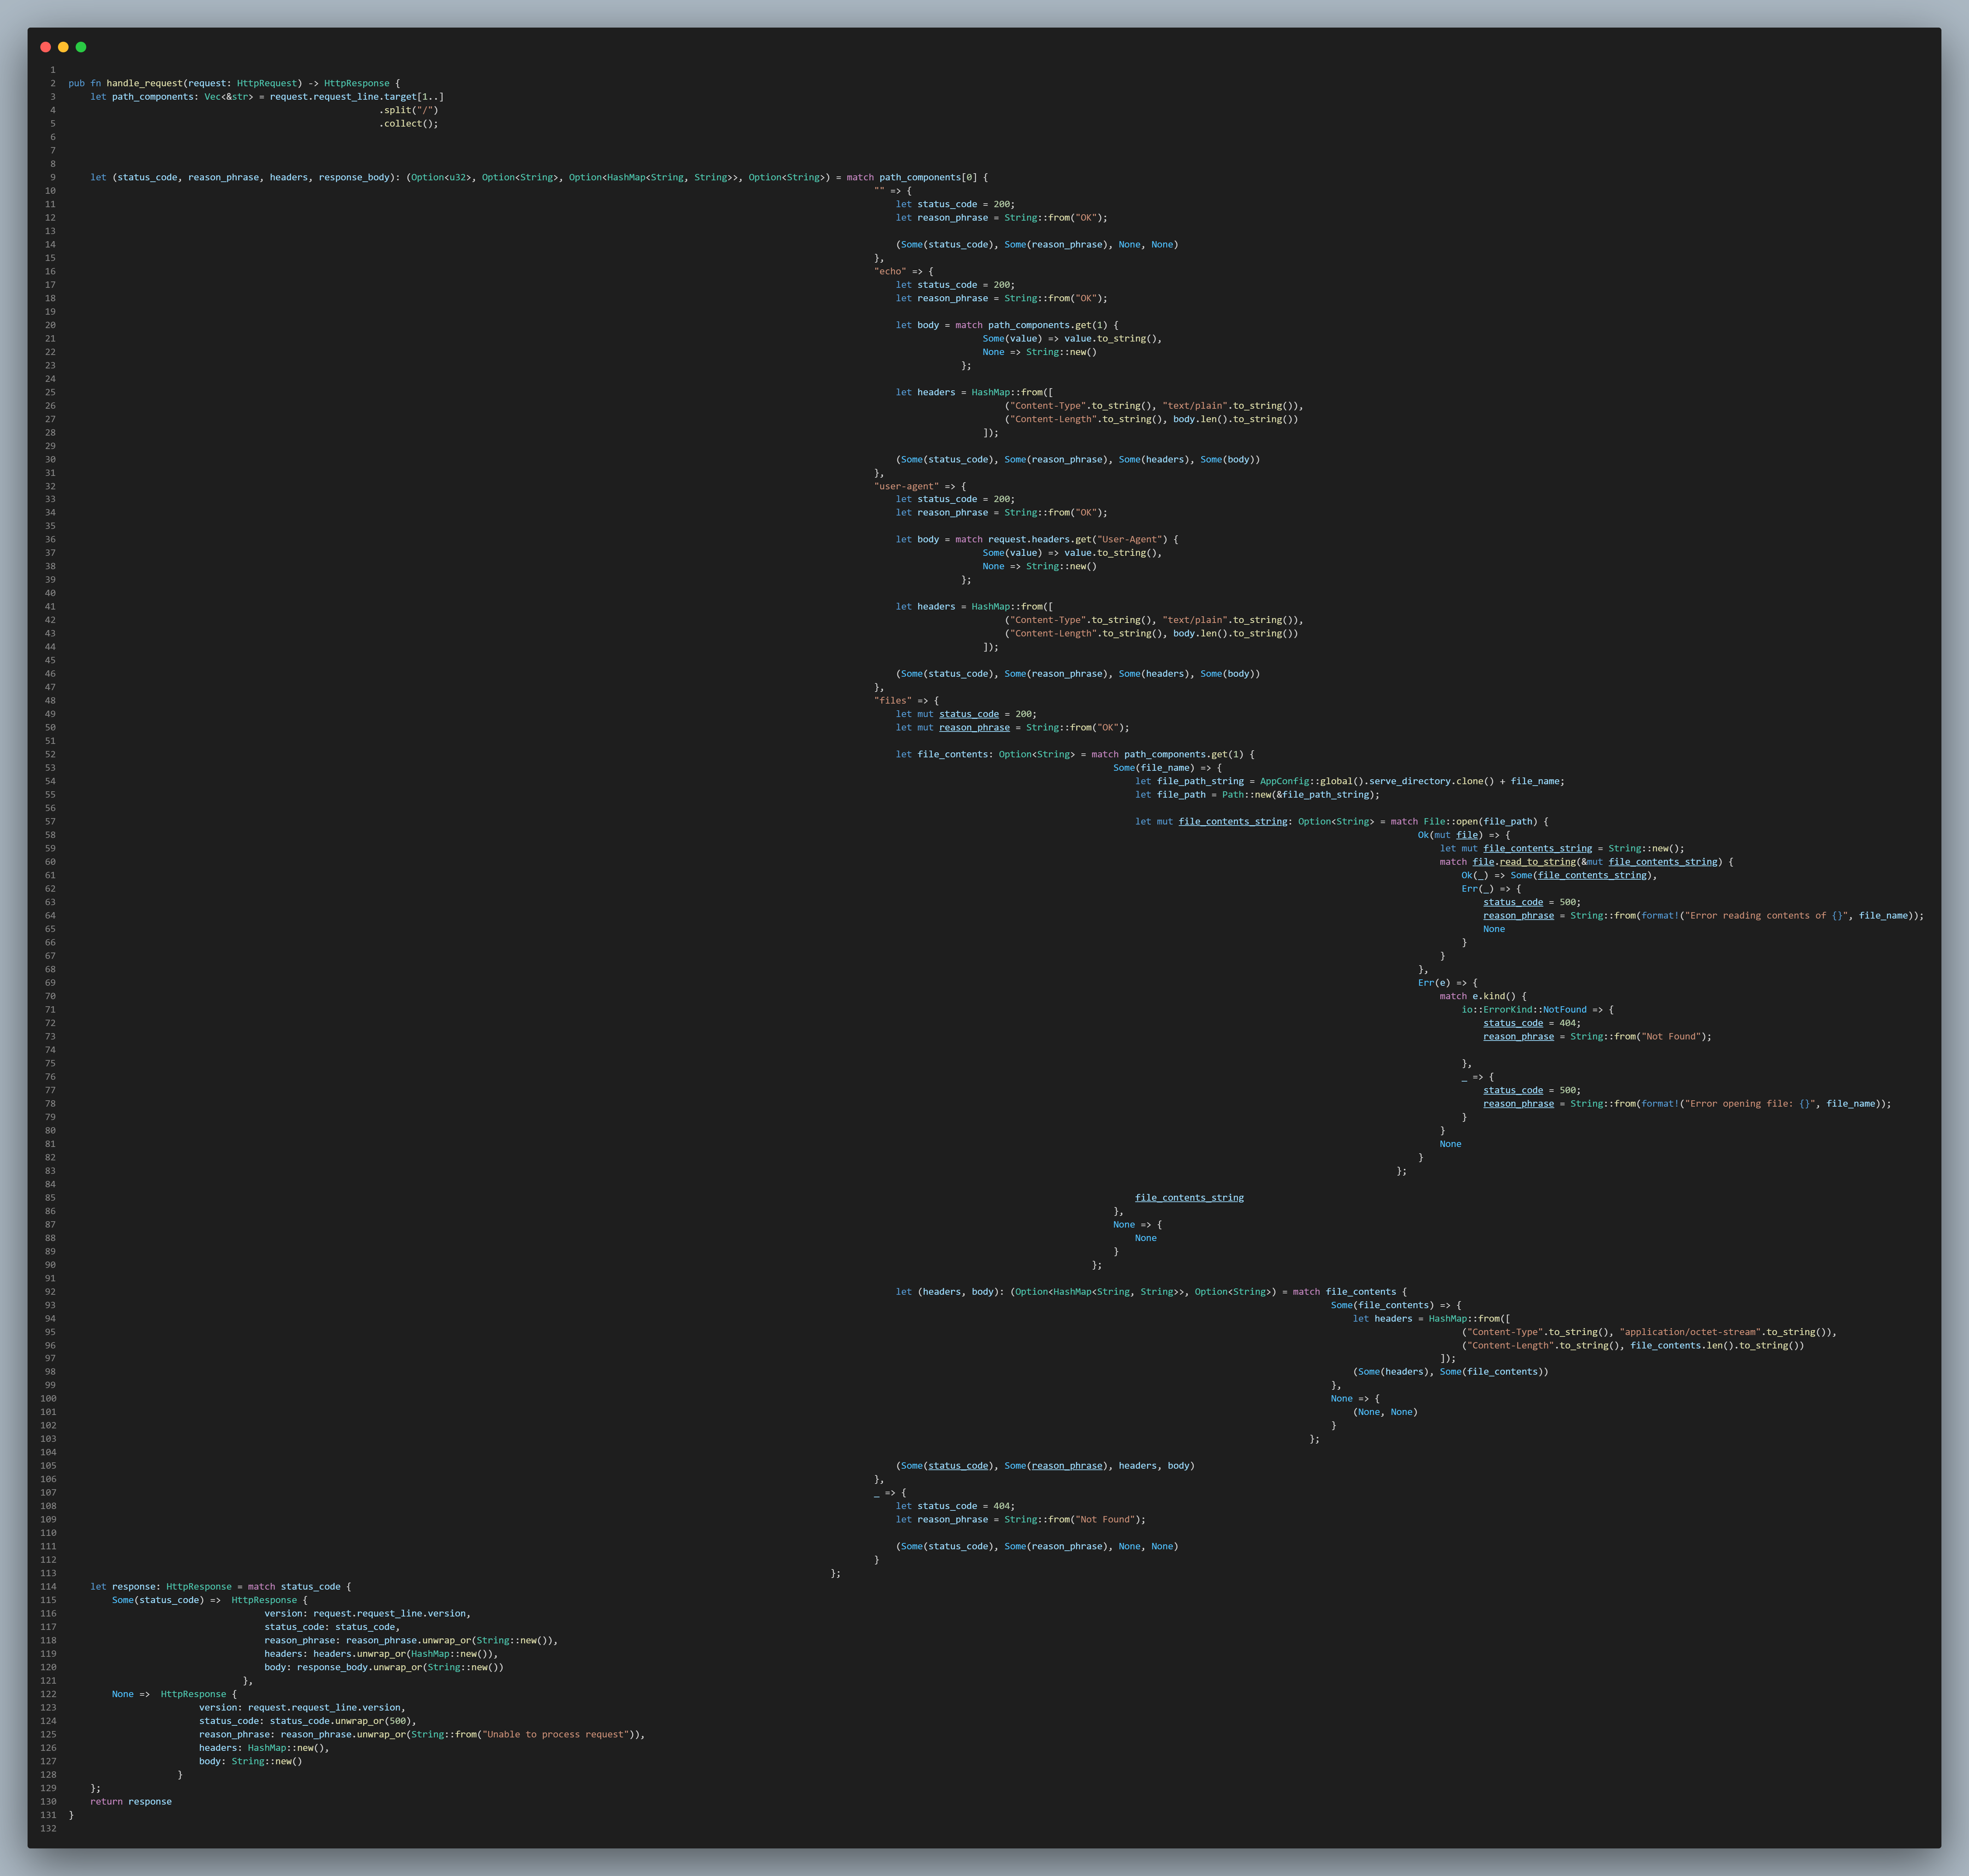 1
2 pub fn handle_request(request: HttpRequest) -> HttpResponse {
3 let path_components: Vec<&str> = request.request_line.target[1..]
4 .split("/")
5 .collect();
6
7
8
9 let (status_code, reason_phrase, headers, response_body): (Option<u32>, Option<String>, Option<HashMap<String, String>>, Option<String>) = match path_components[0] {
10 "" => {
11 let status_code = 200;
12 let reason_phrase = String::from("OK");
13
14 (Some(status_code), Some(reason_phrase), None, None)
15 },
16 "echo" => {
17 let status_code = 200;
18 let reason_phrase = String::from("OK");
19
20 let body = match path_components.get(1) {
21 Some(value) => value.to_string(),
22 None => String::new()
23 };
24
25 let headers = HashMap::from([
26 ("Content-Type".to_string(), "text/plain".to_string()),
27 ("Content-Length".to_string(), body.len().to_string())
28 ]);
29
30 (Some(status_code), Some(reason_phrase), Some(headers), Some(body))
31 },
32 "user-agent" => {
33 let status_code = 200;
34 let reason_phrase = String::from("OK");
35
36 let body = match request.headers.get("User-Agent") {
37 Some(value) => value.to_string(),
38 None => String::new()
39 };
40
41 let headers = HashMap::from([
42 ("Content-Type".to_string(), "text/plain".to_string()),
43 ("Content-Length".to_string(), body.len().to_string())
44 ]);
45
46 (Some(status_code), Some(reason_phrase), Some(headers), Some(body))
47 },
48 "files" => {
49 let mut status_code = 200;
50 let mut reason_phrase = String::from("OK");
51
52 let file_contents: Option<String> = match path_components.get(1) {
53 Some(file_name) => {
54 let file_path_string = AppConfig::global().serve_directory.clone() + file_name;
55 let file_path = Path::new(&file_path_string);
56
57 let mut file_contents_string: Option<String> = match File::open(file_path) {
58 Ok(mut file) => {
59 let mut file_contents_string = String::new();
60 match file.read_to_string(&mut file_contents_string) {
61 Ok(_) => Some(file_contents_string),
62 Err(_) => {
63 status_code = 500;
64 reason_phrase = String::from(format!("Error reading contents of {}", file_name));
65 None
66 }
67 }
68 },
69 Err(e) => {
70 match e.kind() {
71 io::ErrorKind::NotFound => {
72 status_code = 404;
73 reason_phrase = String::from("Not Found");
74
75 },
76 _ => {
77 status_code = 500;
78 reason_phrase = String::from(format!("Error opening file: {}", file_name));
79 }
80 }
81 None
82 }
83 };
84
85 file_contents_string
86 },
87 None => {
88 None
89 }
90 };
91
92 let (headers, body): (Option<HashMap<String, String>>, Option<String>) = match file_contents {
93 Some(file_contents) => {
94 let headers = HashMap::from([
95 ("Content-Type".to_string(), "application/octet-stream".to_string()),
96 ("Content-Length".to_string(), file_contents.len().to_string())
97 ]);
98 (Some(headers), Some(file_contents))
99 },
100 None => {
101 (None, None)
102 }
103 };
104
105 (Some(status_code), Some(reason_phrase), headers, body)
106 },
107 _ => {
108 let status_code = 404;
109 let reason_phrase = String::from("Not Found");
110
111 (Some(status_code), Some(reason_phrase), None, None)
112 }
113 };
114 let response: HttpResponse = match status_code {
115 Some(status_code) => HttpResponse {
116 version: request.request_line.version,
117 status_code: status_code,
118 reason_phrase: reason_phrase.unwrap_or(String::new()),
119 headers: headers.unwrap_or(HashMap::new()),
120 body: response_body.unwrap_or(String::new())
121 },
122 None => HttpResponse {
123 version: request.request_line.version,
124 status_code: status_code.unwrap_or(500),
125 reason_phrase: reason_phrase.unwrap_or(String::from("Unable to process request")),
126 headers: HashMap::new(),
127 body: String::new()
128 }
129 };
130 return response
131 }
132